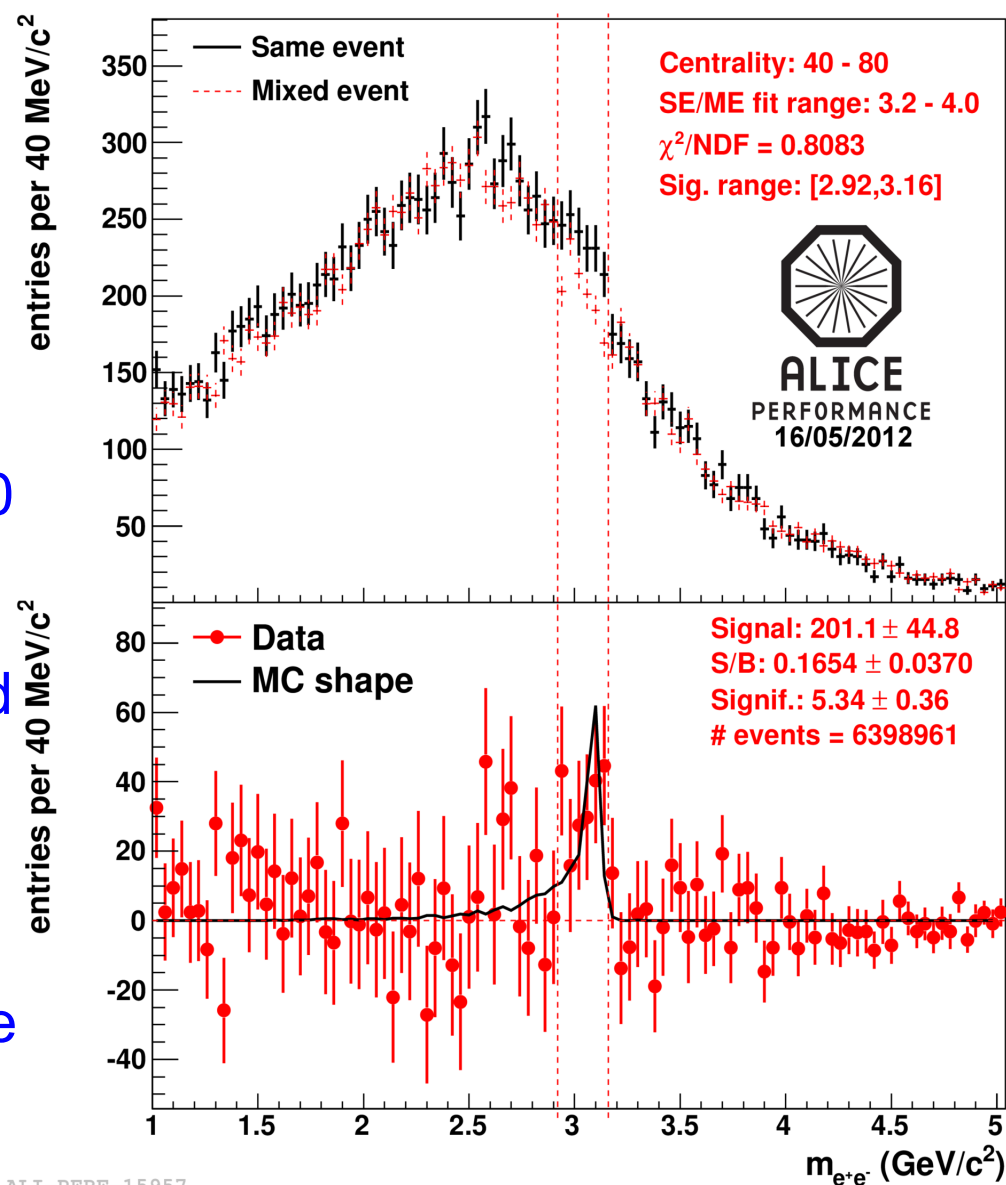 entries per 40 MeV/c²
350
300
250
200
150
100
50
Same event
Mixed event
Centrality: 40 - 80
SE/ME fit range: 3.2 - 4.0
χ²/NDF = 0.8083
Sig. range: [2.92,3.16]
ALICE
PERFORMANCE
16/05/2012
entries per 40 MeV/c²
80
60
40
20
0
-20
-40
Data
MC shape
Signal: 201.1 ± 44.8
S/B: 0.1654 ± 0.0370
Signif.: 5.34 ± 0.36
# events = 6398961
1 1.5 2 2.5 3 3.5 4 4.5 5
m_e⁺e⁻ (GeV/c²)
0
d
e